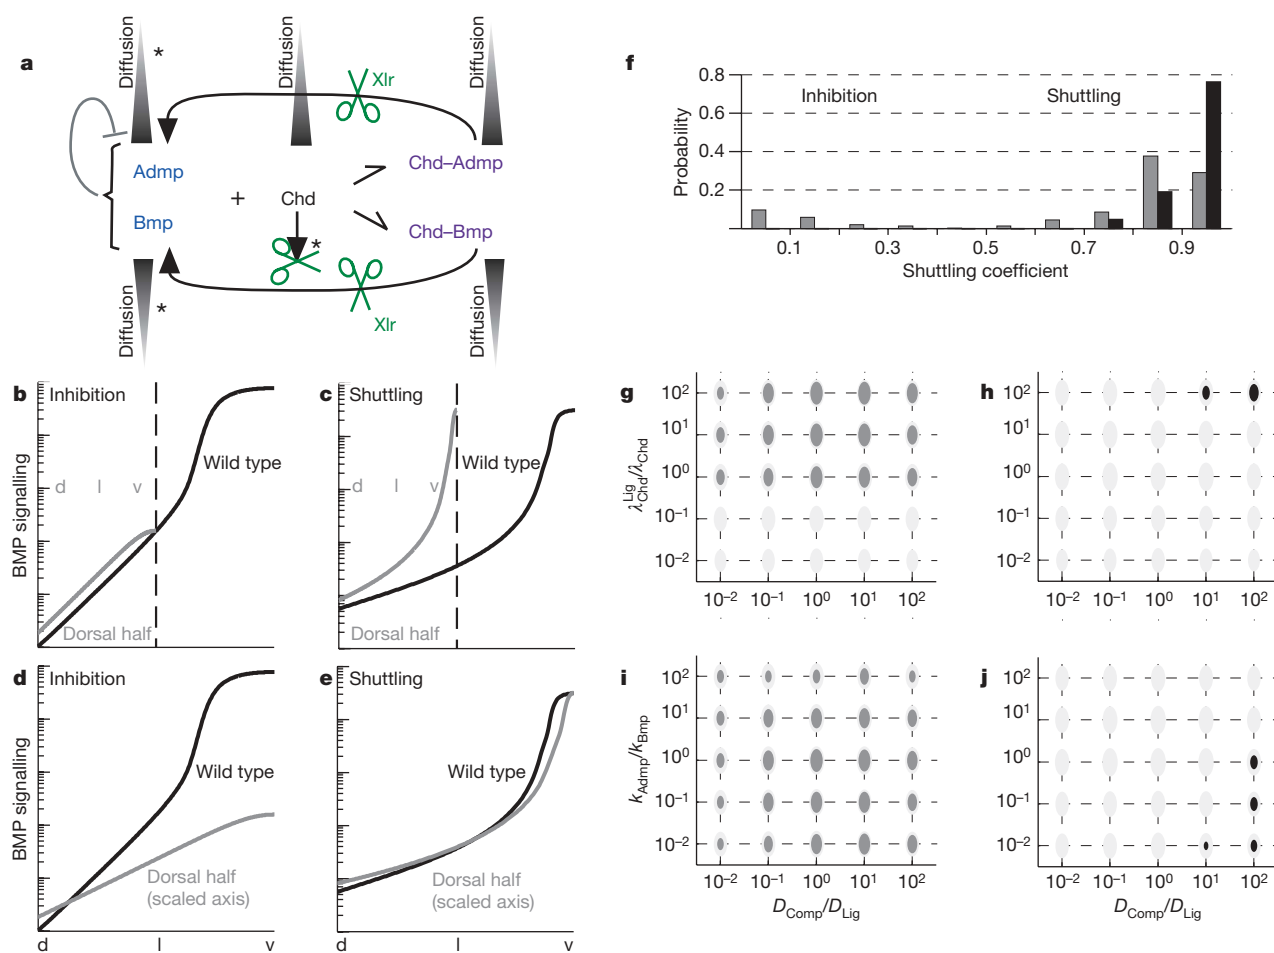 a
Diffusion
*
Diffusion
Diffusion
Xlr
Admp
Chd–Admp
+
Chd
Bmp
Chd–Bmp
*
Diffusion
*
Xlr
Diffusion
f
Probability
0.8
0.6
0.4
0.2
Inhibition
Shuttling
0.1
0.3
0.5
0.7
0.9
Shuttling coefficient
b
Inhibition
BMP signalling
Wild type
d l v
Dorsal half
c
Shuttling
Wild type
d l v
Dorsal half
d
Inhibition
BMP signalling
Wild type
Dorsal half
(scaled axis)
d l v
e
Shuttling
Wild type
Dorsal half
(scaled axis)
d l v
g
λ^Lig_Chd/λ_Chd
10²
10¹
10⁰
10⁻¹
10⁻²
10⁻² 10⁻¹ 10⁰ 10¹ 10²
h
10²
10¹
10⁰
10⁻¹
10⁻²
10⁻² 10⁻¹ 10⁰ 10¹ 10²
i
k_Admp/k_Bmp
10²
10¹
10⁰
10⁻¹
10⁻²
10⁻² 10⁻¹ 10⁰ 10¹ 10²
D_Comp/D_Lig
j
10²
10¹
10⁰
10⁻¹
10⁻²
10⁻² 10⁻¹ 10⁰ 10¹ 10²
D_Comp/D_Lig